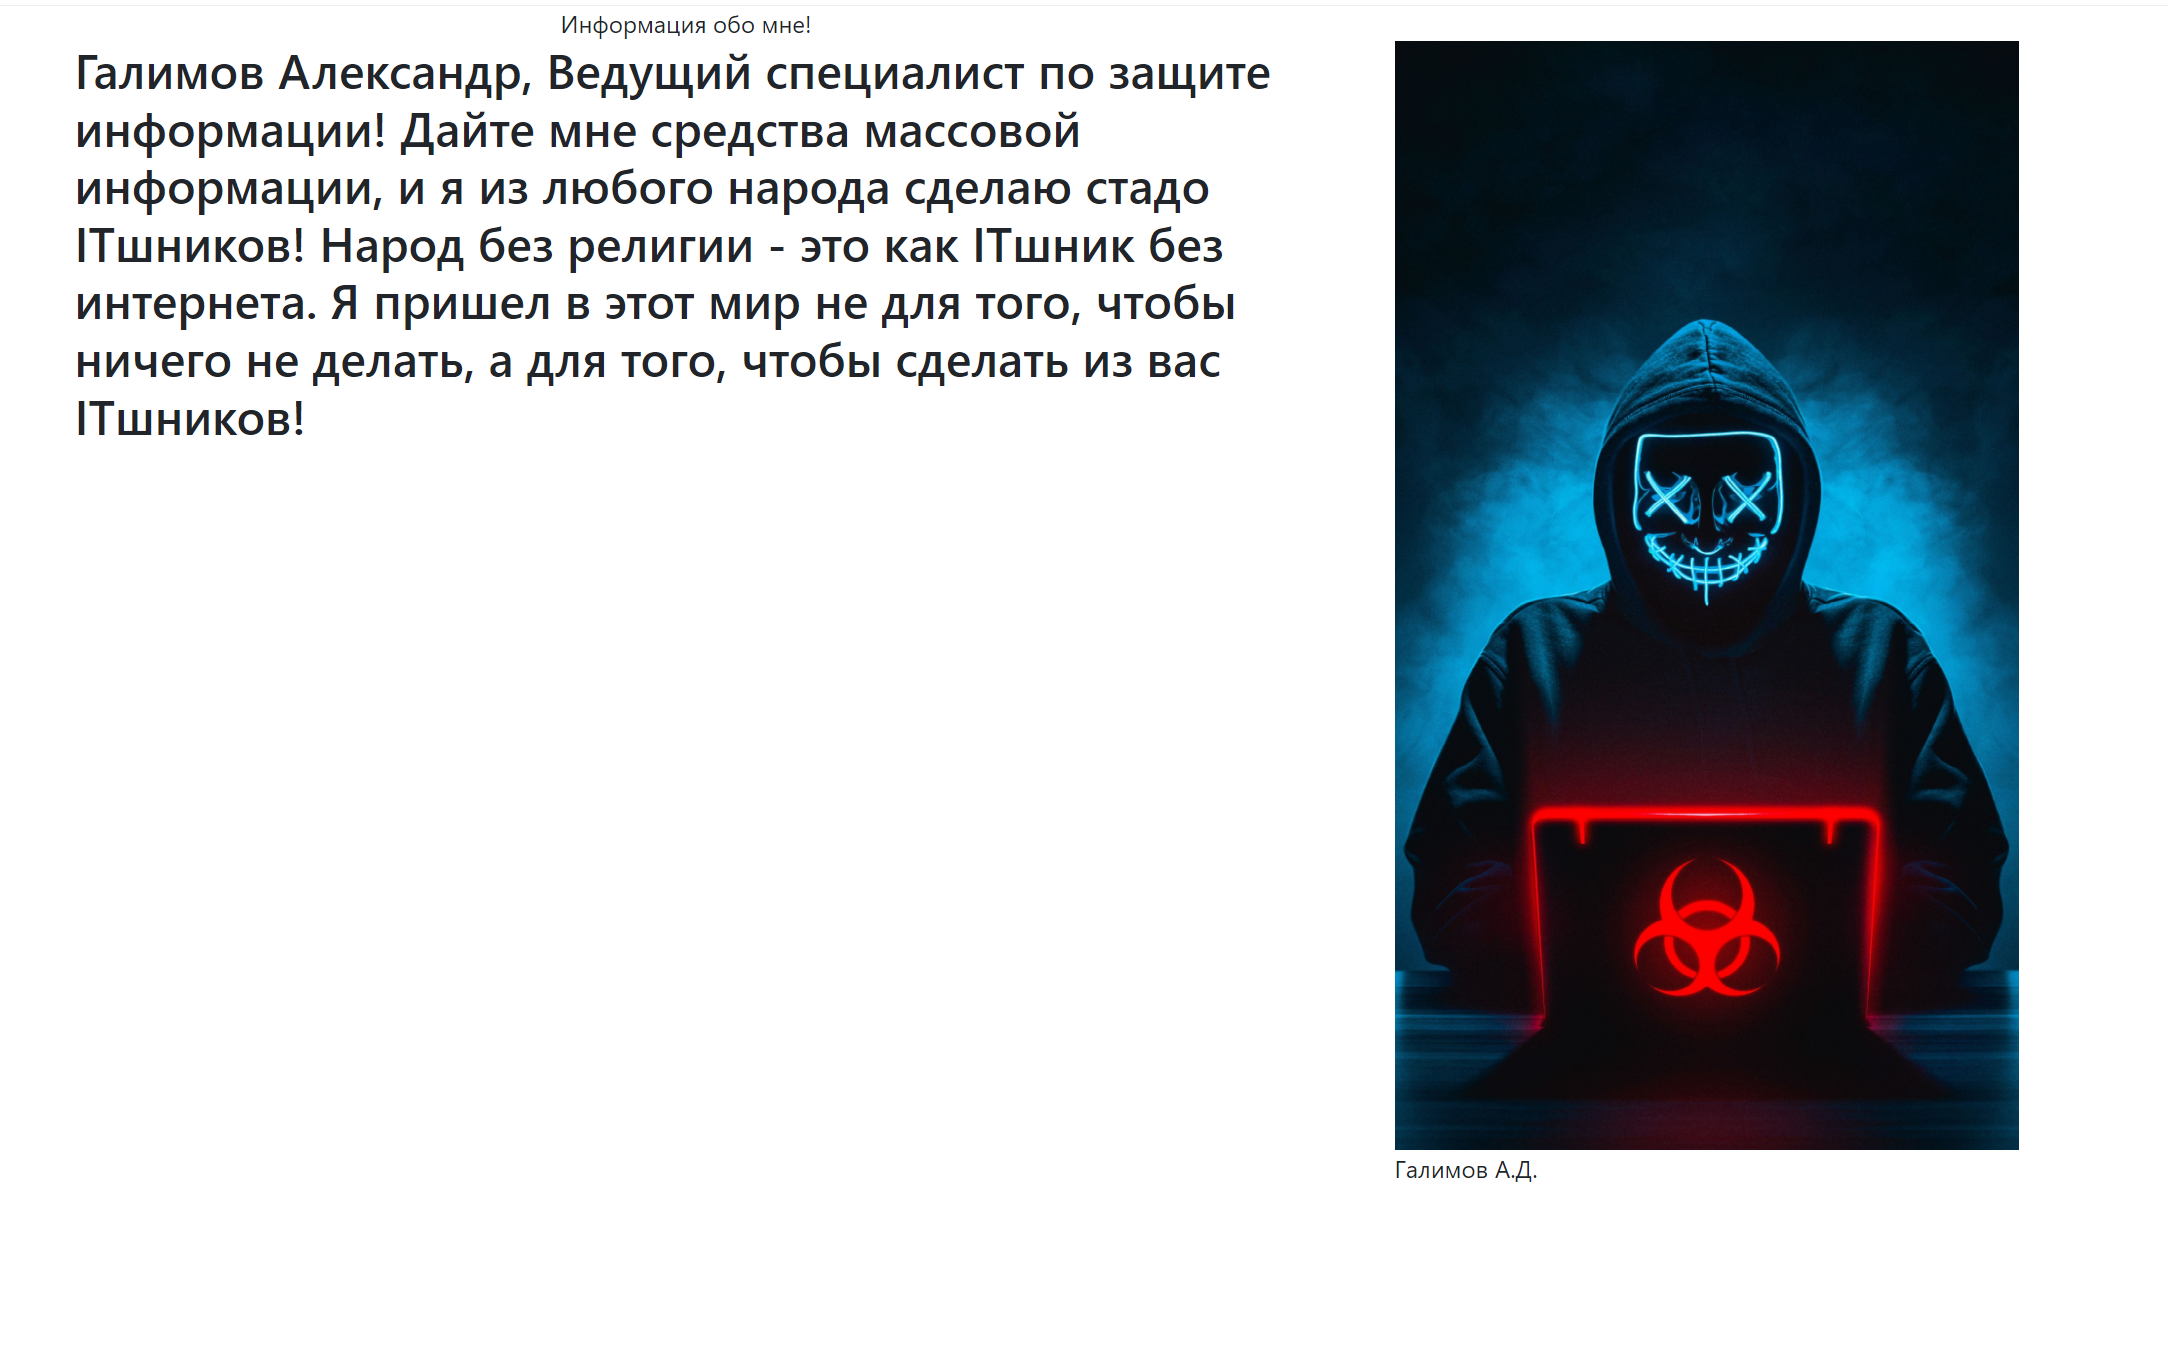 Информация обо мне!
Галимов Александр, Ведущий специалист по защите
информации! Дайте мне средства массовой
информации, и я из любого народа сделаю стадо
ITшников! Народ без религии - это как ITшник без
интернета. Я пришел в этот мир не для того, чтобы
ничего не делать, а для того, чтобы сделать из вас
ITшников!
Галимов А.Д.